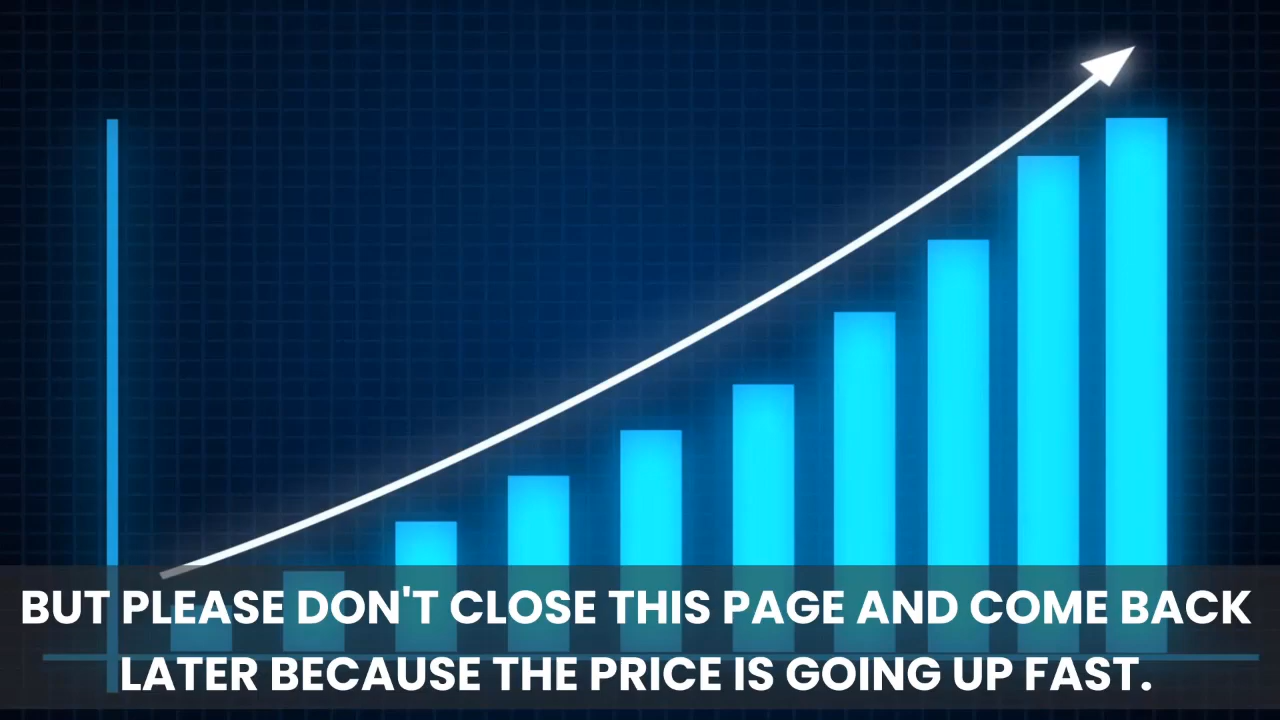 BUT PLEASE DON'T CLOSE THIS PAGE AND COME BACK
LATER BECAUSE THE PRICE IS GOING UP FAST.